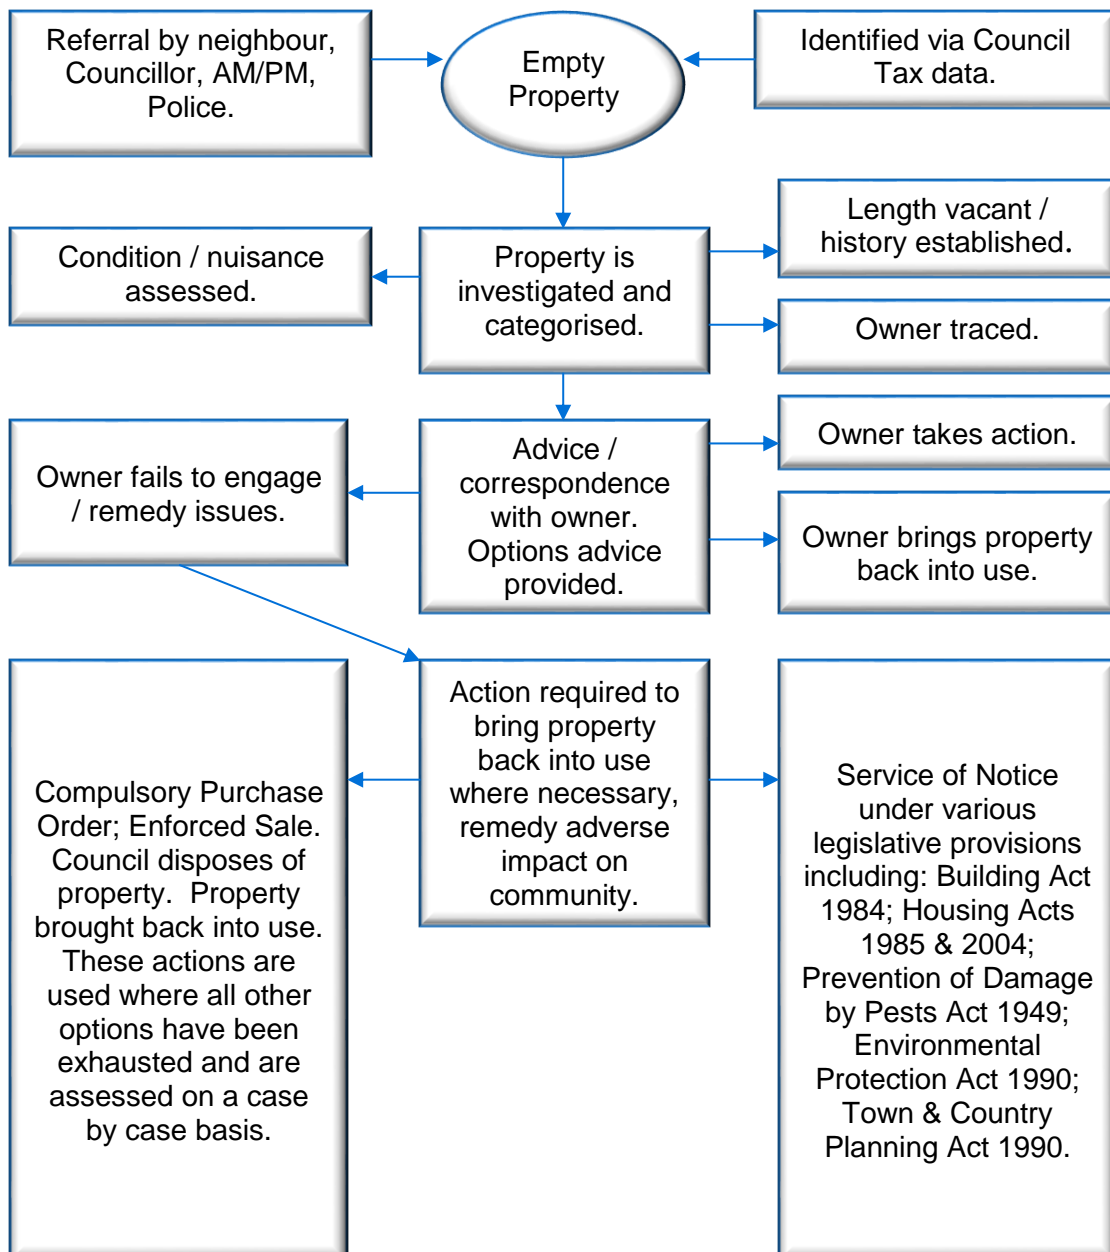 Referral by neighbour,
Councillor, AM/PM,
Police.
Empty
Property
Identified via Council
Tax data.
Condition / nuisance
assessed.
Property is
investigated and
categorised.
Length vacant /
history established.
Owner traced.
Owner fails to engage
/ remedy issues.
Advice /
correspondence
with owner.
Options advice
provided.
Owner takes action.
Owner brings property
back into use.
Compulsory Purchase
Order; Enforced Sale.
Council disposes of
property.  Property
brought back into use.
These actions are
used where all other
options have been
exhausted and are
assessed on a case
by case basis.
Action required to
bring property
back into use
where necessary,
remedy adverse
impact on
community.
Service of Notice
under various
legislative provisions
including: Building Act
1984; Housing Acts
1985 & 2004;
Prevention of Damage
by Pests Act 1949;
Environmental
Protection Act 1990;
Town & Country
Planning Act 1990.